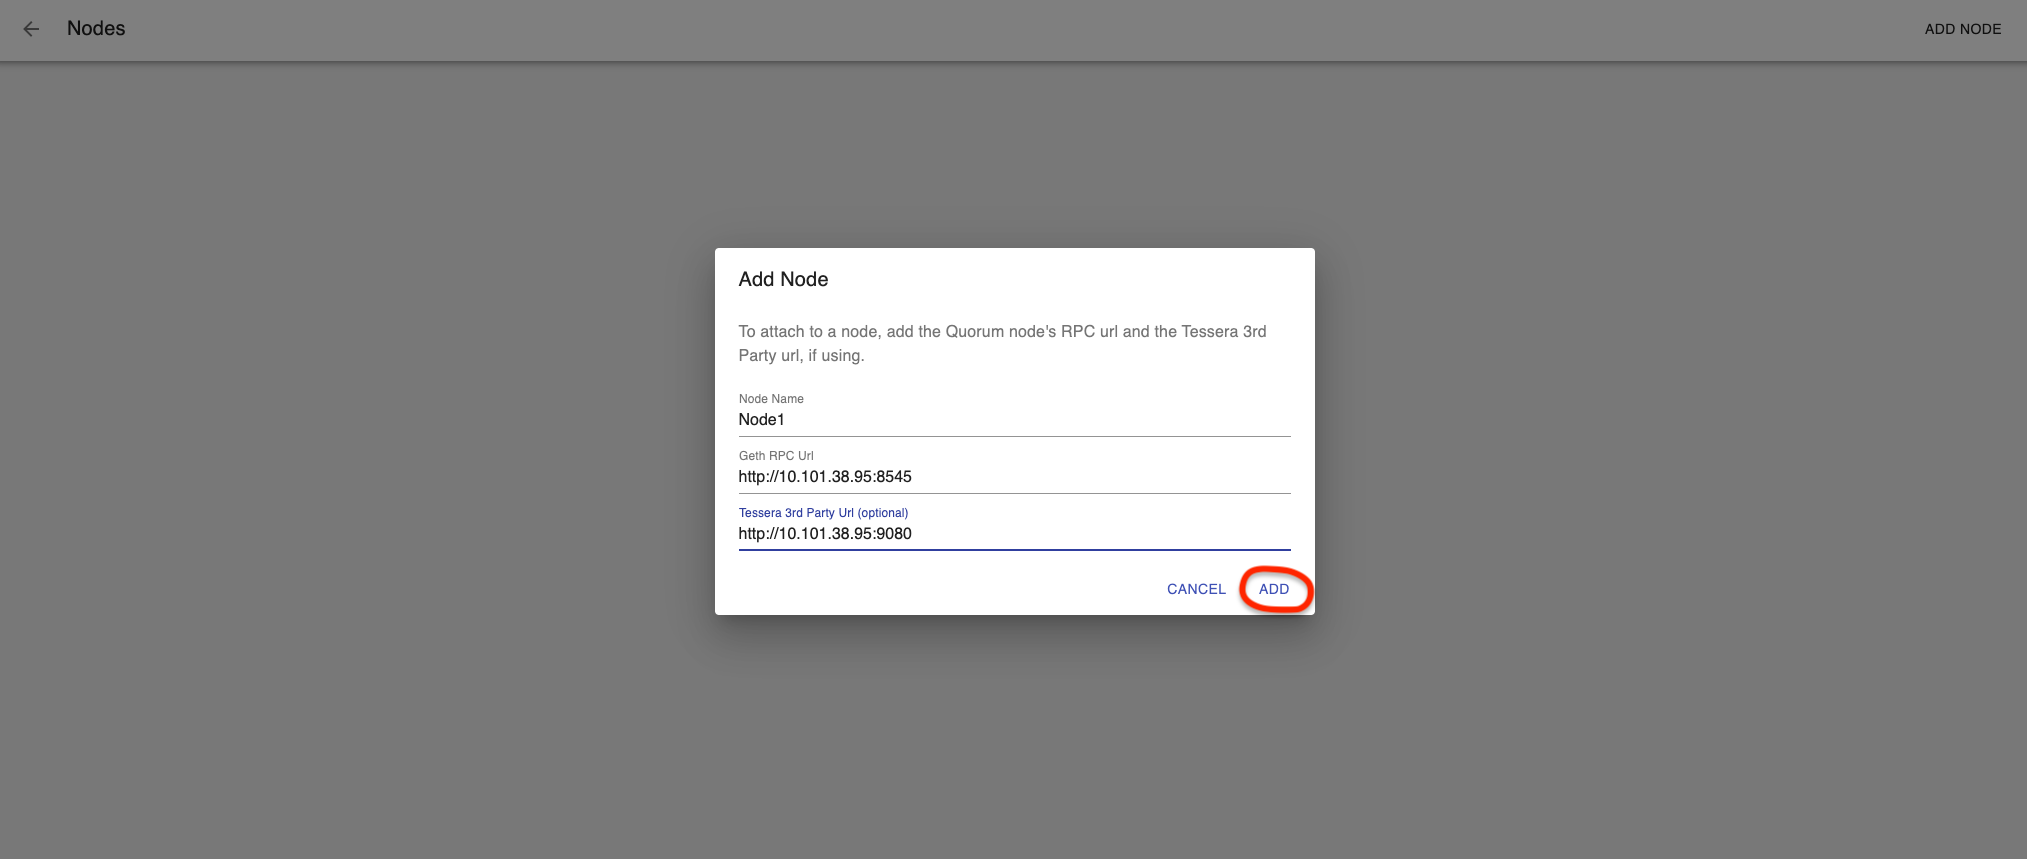 Nodes
ADD NODE
Add Node
To attach to a node, add the Quorum node's RPC url and the Tessera 3rd
Party url, if using.
Node Name
Node1
Geth RPC Url
http://10.101.38.95:8545
Tessera 3rd Party Url (optional)
http://10.101.38.95:9080
CANCEL
ADD